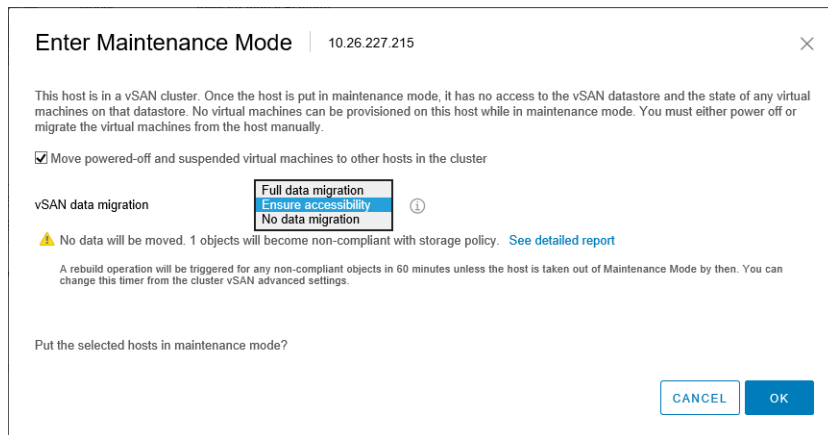 Enter Maintenance Mode 10.26.227.215
This host is in a vSAN cluster. Once the host is put in maintenance mode, it has no access to the vSAN datastore and the state of any virtual
machines on that datastore. No virtual machines can be provisioned on this host while in maintenance mode. You must either power off or
migrate the virtual machines from the host manually.
Move powered-off and suspended virtual machines to other hosts in the cluster
Full data migration
vSAN data migration Ensure accessibility
No data migration
No data will be moved. 1 objects will become non-compliant with storage policy. See detailed report
A rebuild operation will be triggered for any non-compliant objects in 60 minutes unless the host is taken out of Maintenance Mode by then. You can
change this timer from the cluster vSAN advanced settings.
Put the selected hosts in maintenance mode?
CANCEL OK